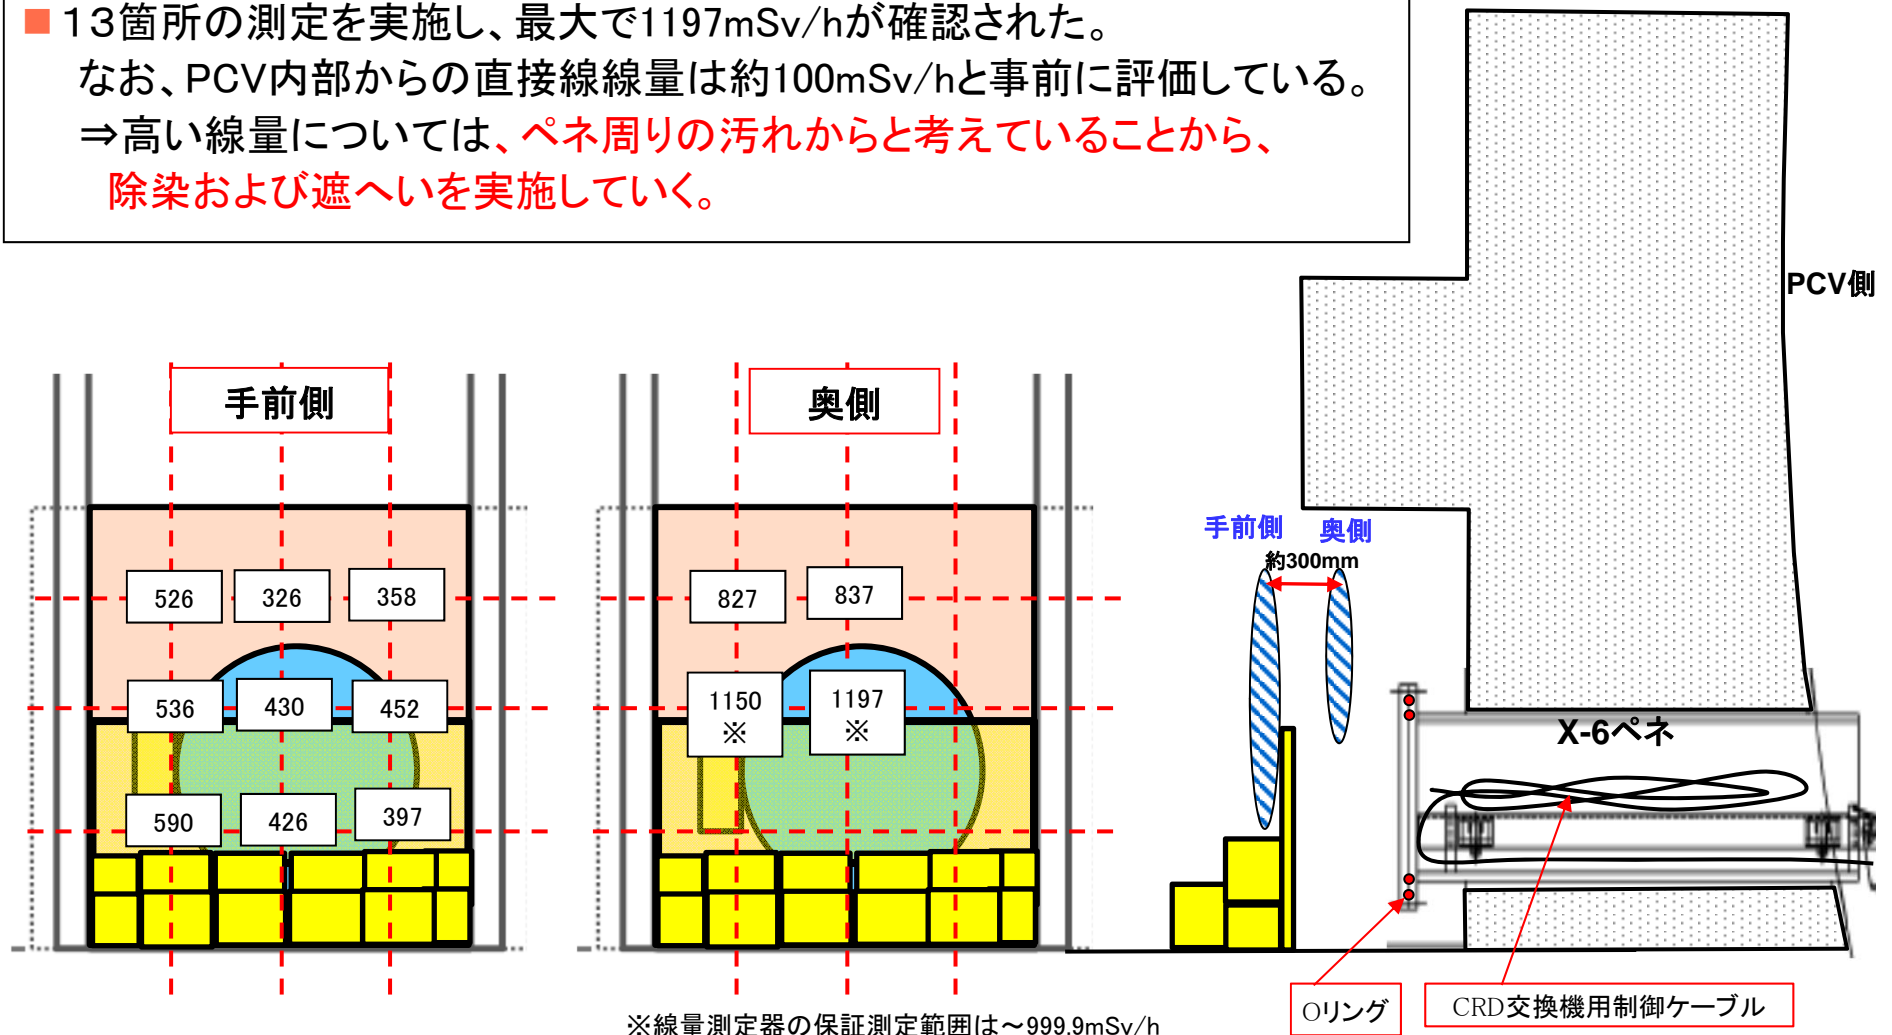 ■13箇所の測定を実施し、最大で1197mSv/hが確認された。
なお、PCV内部からの直接線線量は約100mSv/hと事前に評価している。
⇒高い線量については、ペネ周りの汚れからと考えていることから、
除染および遮へいを実施していく。
PCV側
手前側
奥側
手前側 奥側
約300mm
526 326 358
827 837
536 430 452
1150
※
1197
※
X-6ペネ
590 426 397
Oリング
CRD交換機用制御ケーブル
※線量測定器の保証測定範囲は～999.9mSv/h